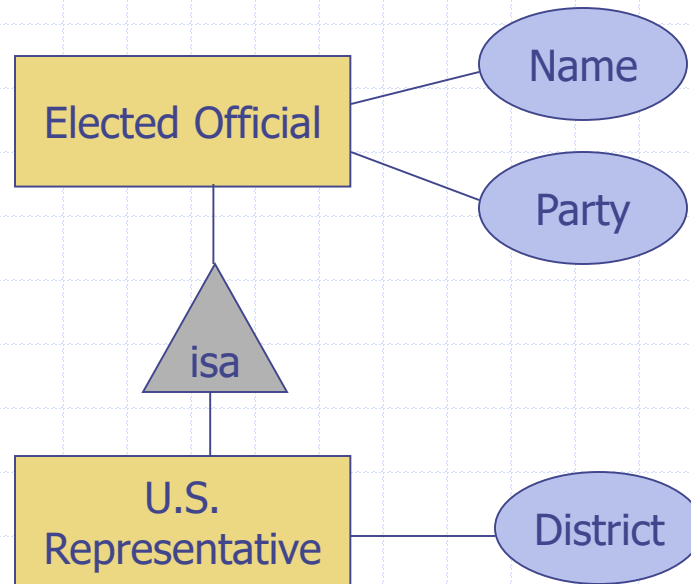 Name
Elected Official
Party
isa
U.S.
Representative
District